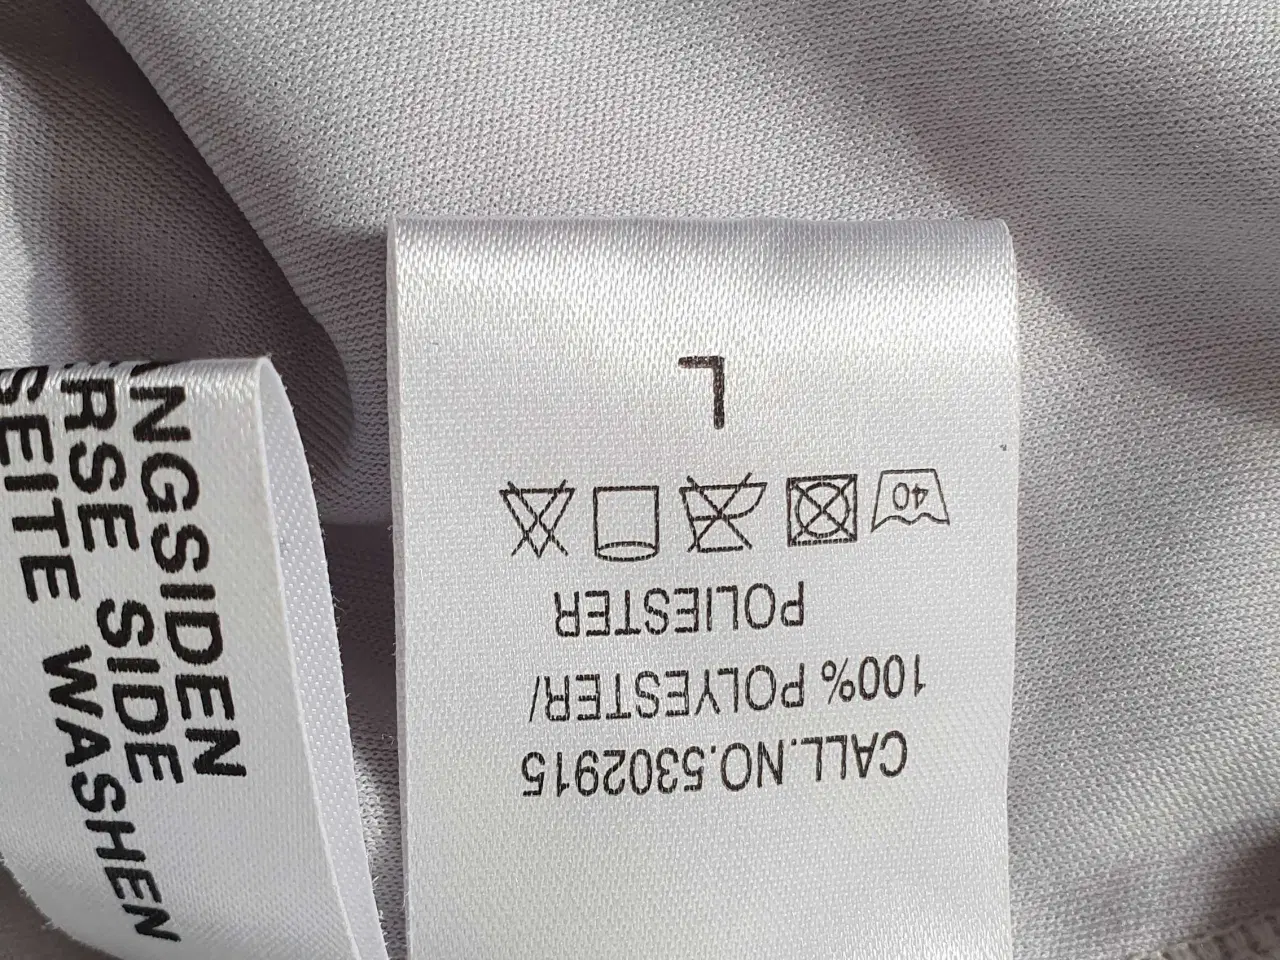 CALL.NO.5302915
100% POLYESTER/
POLIESTER
40
L
NGSIDEN
RSE SIDE
SEITE WASHEN